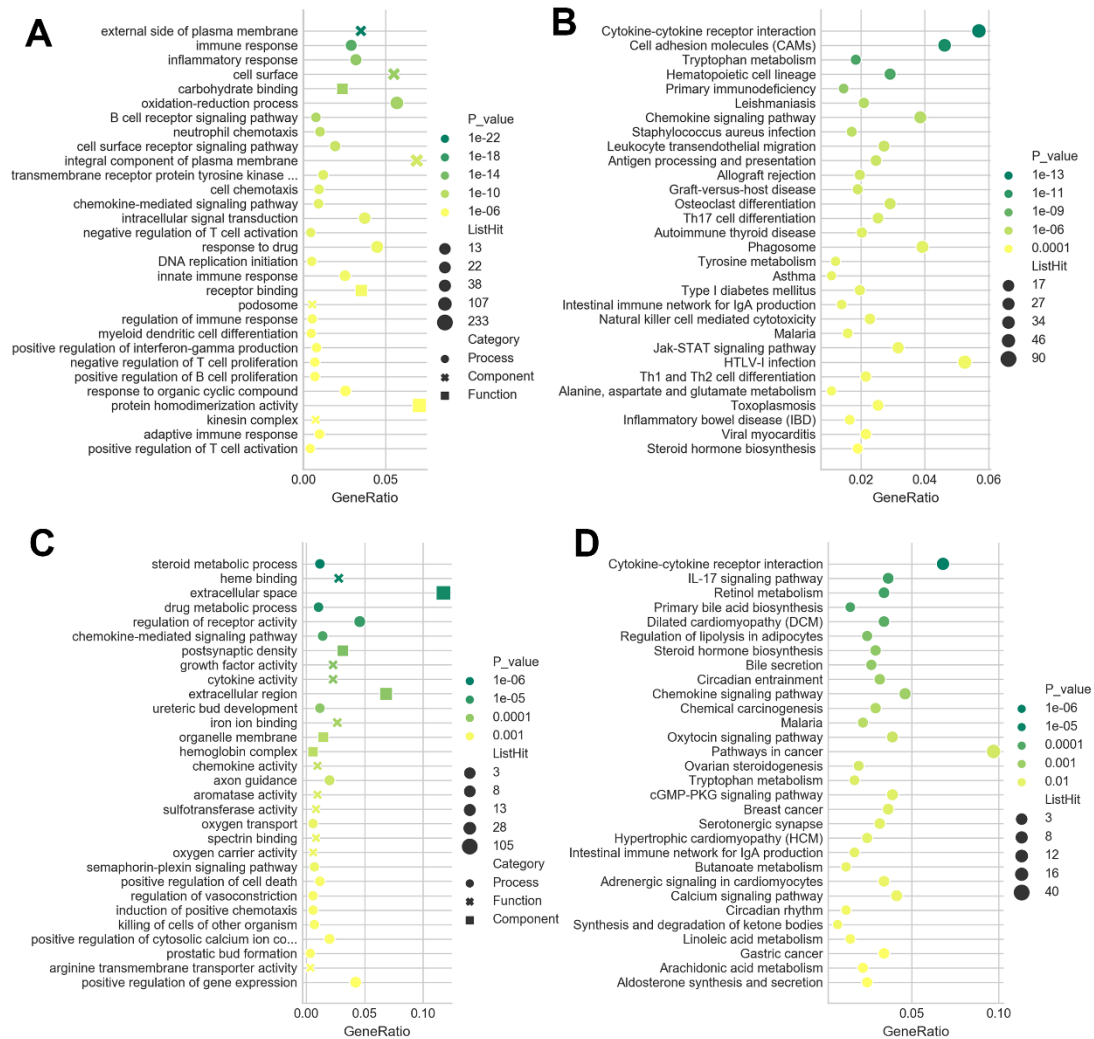 A
external side of plasma membrane
immune response
inflammatory response
cell surface
carbohydrate binding
oxidation-reduction process
B cell receptor signaling pathway
neutrophil chemotaxis
cell surface receptor signaling pathway
integral component of plasma membrane
transmembrane receptor protein tyrosine kinase ...
cell chemotaxis
chemokine-mediated signaling pathway
intracellular signal transduction
negative regulation of T cell activation
response to drug
DNA replication initiation
innate immune response
receptor binding
podosome
regulation of immune response
myeloid dendritic cell differentiation
positive regulation of interferon-gamma production
negative regulation of T cell proliferation
positive regulation of B cell proliferation
response to organic cyclic compound
protein homodimerization activity
kinesin complex
adaptive immune response
positive regulation of T cell activation
0.00 0.05
GeneRatio
P_value
1e-22
1e-18
1e-14
1e-10
1e-06
ListHit
13
22
38
107
233
Category
Process
Component
Function
B
Cytokine-cytokine receptor interaction
Cell adhesion molecules (CAMs)
Tryptophan metabolism
Hematopoietic cell lineage
Primary immunodeficiency
Leishmaniasis
Chemokine signaling pathway
Staphylococcus aureus infection
Leukocyte transendothelial migration
Antigen processing and presentation
Allograft rejection
Graft-versus-host disease
Osteoclast differentiation
Th17 cell differentiation
Autoimmune thyroid disease
Phagosome
Tyrosine metabolism
Asthma
Type I diabetes mellitus
Intestinal immune network for IgA production
Natural killer cell mediated cytotoxicity
Malaria
Jak-STAT signaling pathway
HTLV-I infection
Th1 and Th2 cell differentiation
Alanine, aspartate and glutamate metabolism
Toxoplasmosis
Inflammatory bowel disease (IBD)
Viral myocarditis
Steroid hormone biosynthesis
0.02 0.04 0.06
GeneRatio
P_value
1e-13
1e-11
1e-09
1e-06
0.0001
ListHit
17
27
34
46
90
C
steroid metabolic process
heme binding
extracellular space
drug metabolic process
regulation of receptor activity
chemokine-mediated signaling pathway
postsynaptic density
growth factor activity
cytokine activity
extracellular region
ureteric bud development
iron ion binding
organelle membrane
hemoglobin complex
chemokine activity
axon guidance
aromatase activity
sulfotransferase activity
oxygen transport
spectrin binding
oxygen carrier activity
semaphorin-plexin signaling pathway
positive regulation of cell death
regulation of vasoconstriction
induction of positive chemotaxis
killing of cells of other organism
positive regulation of cytosolic calcium ion co...
prostatic bud formation
arginine transmembrane transporter activity
positive regulation of gene expression
0.00 0.05 0.10
GeneRatio
P_value
1e-06
1e-05
0.0001
0.001
ListHit
3
8
13
28
105
Category
Process
Function
Component
D
Cytokine-cytokine receptor interaction
IL-17 signaling pathway
Retinol metabolism
Primary bile acid biosynthesis
Dilated cardiomyopathy (DCM)
Regulation of lipolysis in adipocytes
Steroid hormone biosynthesis
Bile secretion
Circadian entrainment
Chemokine signaling pathway
Chemical carcinogenesis
Malaria
Oxytocin signaling pathway
Pathways in cancer
Ovarian steroidogenesis
Tryptophan metabolism
cGMP-PKG signaling pathway
Breast cancer
Serotonergic synapse
Hypertrophic cardiomyopathy (HCM)
Intestinal immune network for IgA production
Butanoate metabolism
Adrenergic signaling in cardiomyocytes
Calcium signaling pathway
Circadian rhythm
Synthesis and degradation of ketone bodies
Linoleic acid metabolism
Gastric cancer
Arachidonic acid metabolism
Aldosterone synthesis and secretion
0.05 0.10
GeneRatio
P_value
1e-06
1e-05
0.0001
0.001
0.01
ListHit
3
8
12
16
40